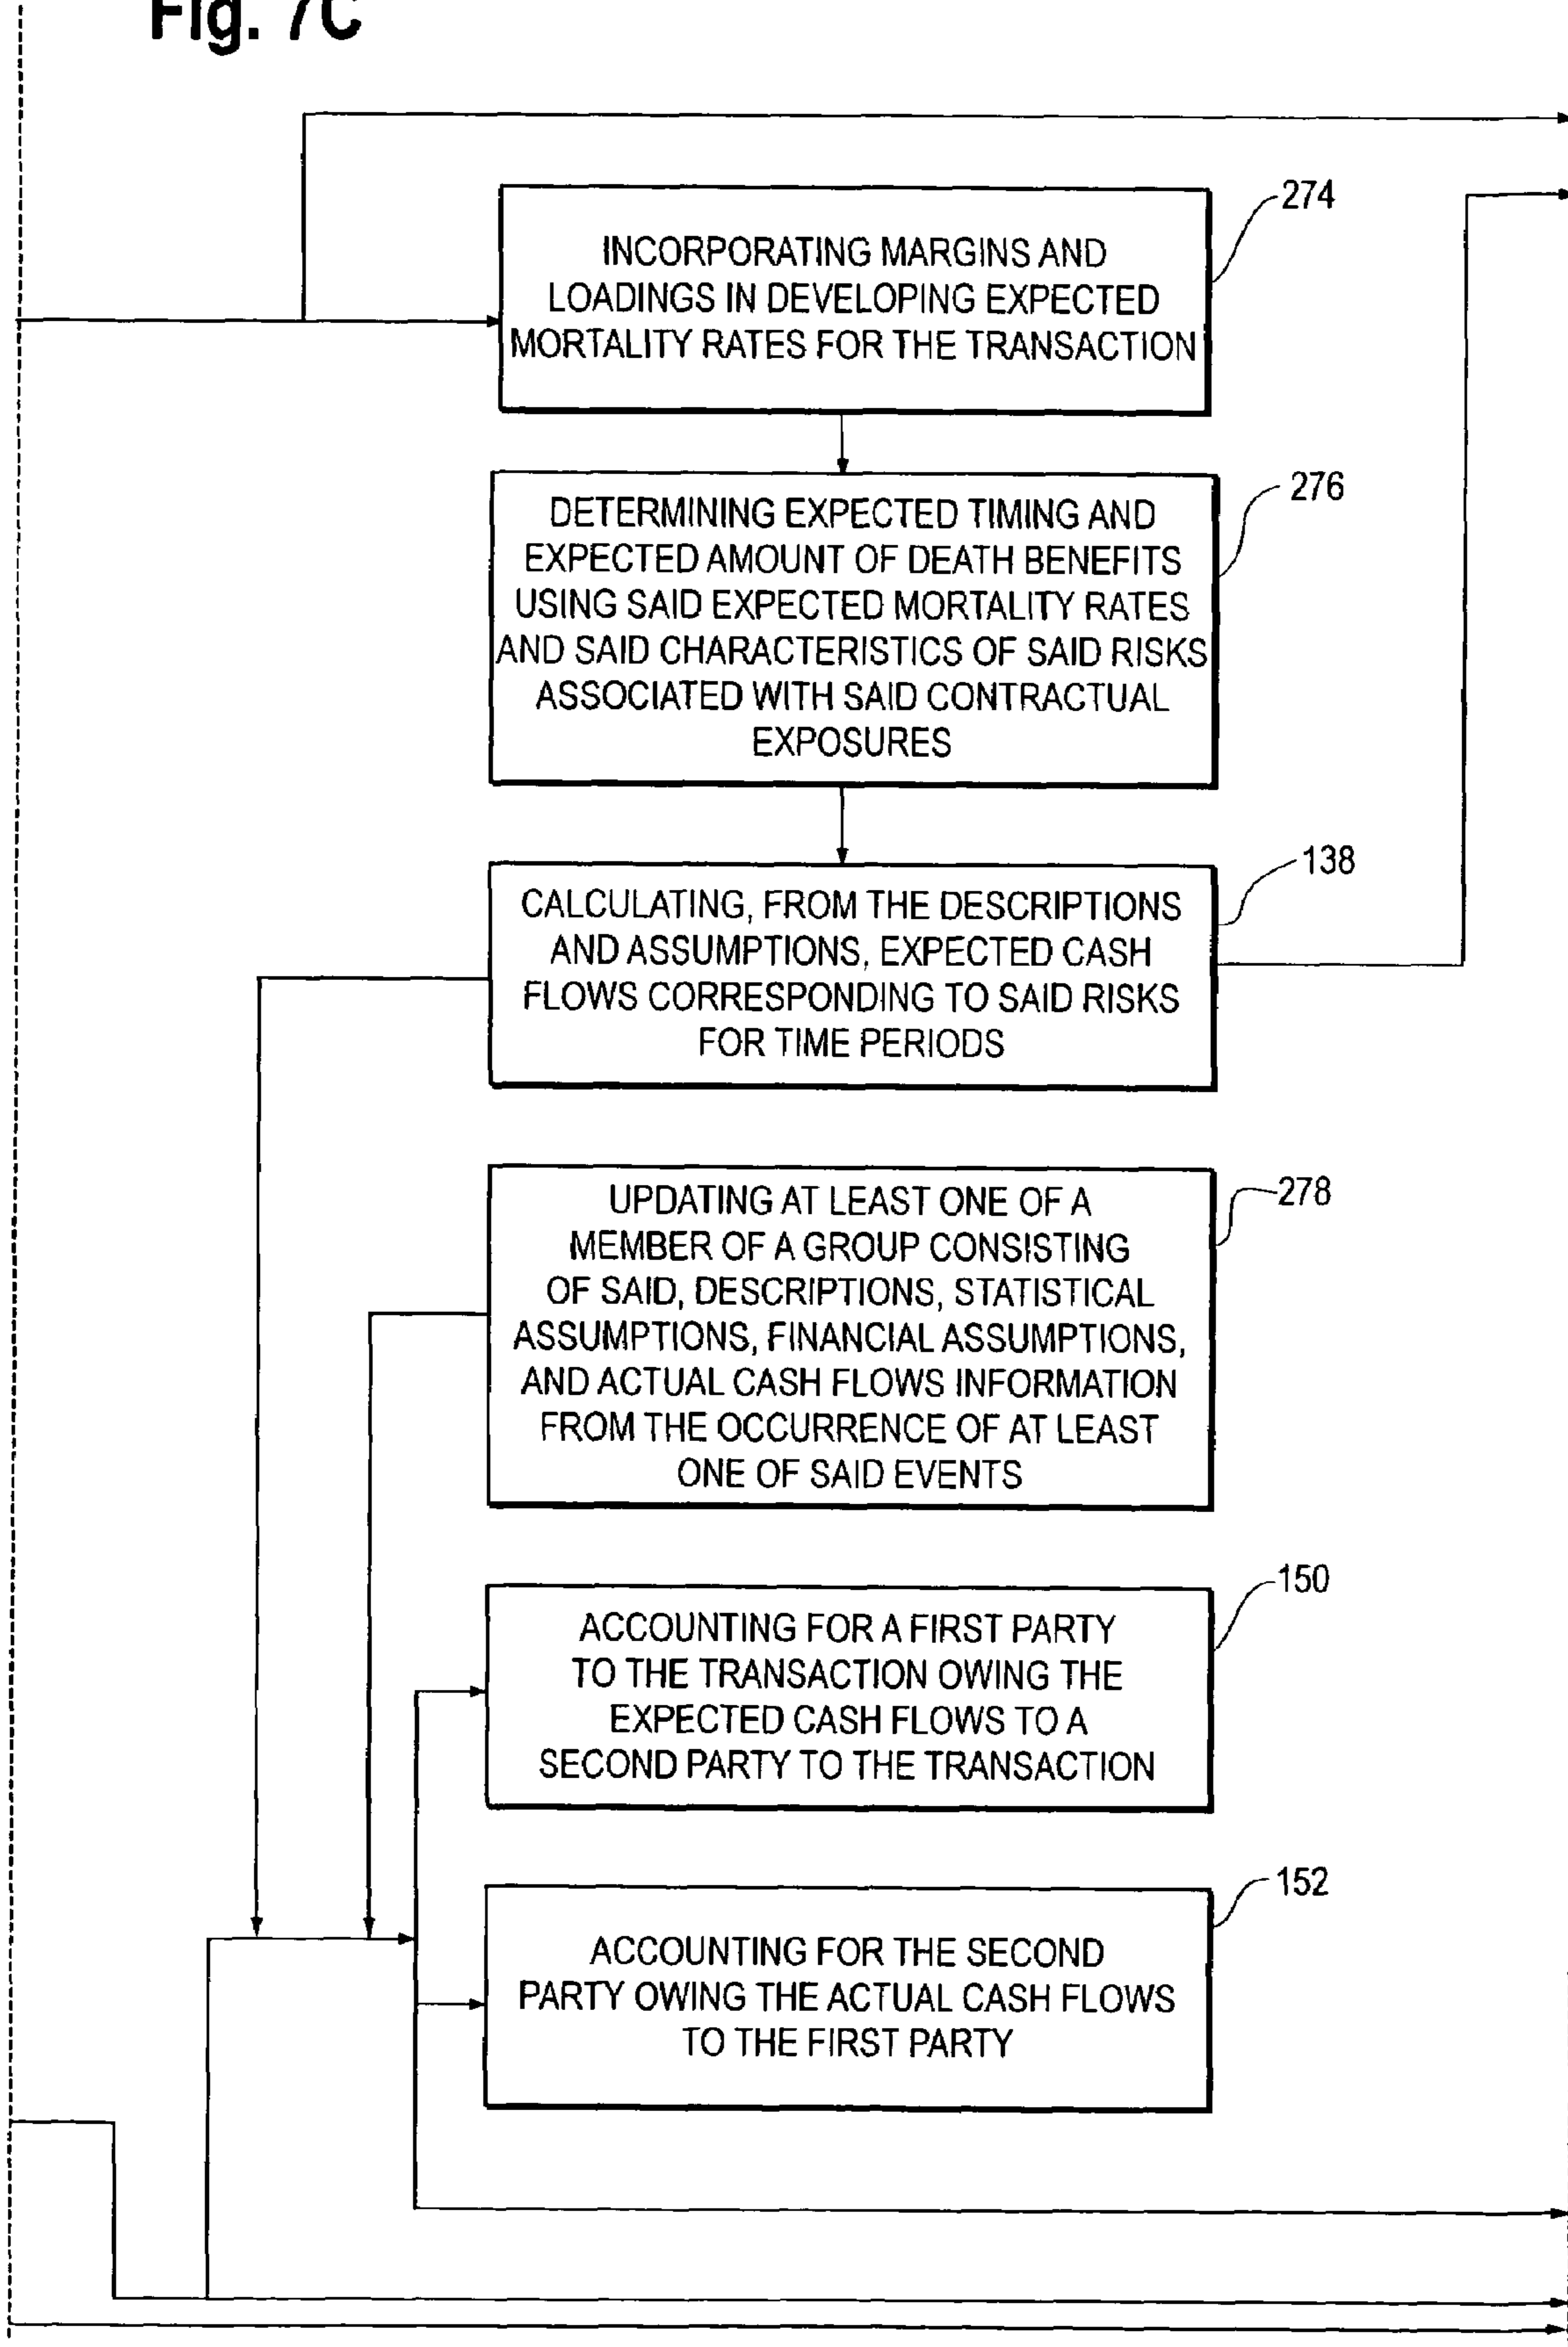 Fig. 7C
274
INCORPORATING MARGINS AND
LOADINGS IN DEVELOPING EXPECTED
MORTALITY RATES FOR THE TRANSACTION
276
DETERMINING EXPECTED TIMING AND
EXPECTED AMOUNT OF DEATH BENEFITS
USING SAID EXPECTED MORTALITY RATES
AND SAID CHARACTERISTICS OF SAID RISKS
ASSOCIATED WITH SAID CONTRACTUAL
EXPOSURES
138
CALCULATING, FROM THE DESCRIPTIONS
AND ASSUMPTIONS, EXPECTED CASH
FLOWS CORRESPONDING TO SAID RISKS
FOR TIME PERIODS
278
UPDATING AT LEAST ONE OF A
MEMBER OF A GROUP CONSISTING
OF SAID, DESCRIPTIONS, STATISTICAL
ASSUMPTIONS, FINANCIAL ASSUMPTIONS,
AND ACTUAL CASH FLOWS INFORMATION
FROM THE OCCURRENCE OF AT LEAST
ONE OF SAID EVENTS
150
ACCOUNTING FOR A FIRST PARTY
TO THE TRANSACTION OWING THE
EXPECTED CASH FLOWS TO A
SECOND PARTY TO THE TRANSACTION
152
ACCOUNTING FOR THE SECOND
PARTY OWING THE ACTUAL CASH FLOWS
TO THE FIRST PARTY